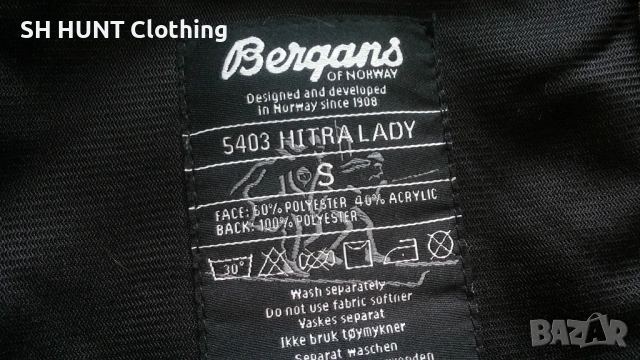 SH HUNT Clothing
Bergans
OF NORWAY
Designed and developed
in Norway since 1908
5403 HITRA LADY
S
FACE: 60% POLYESTER 40% ACRYLIC
BACK: 100% POLYESTER
30°
Wash separately
Do not use fabric softner
Vaskes separat
Ikke bruk tøymykner
Separat waschen
BAZAR
.bg